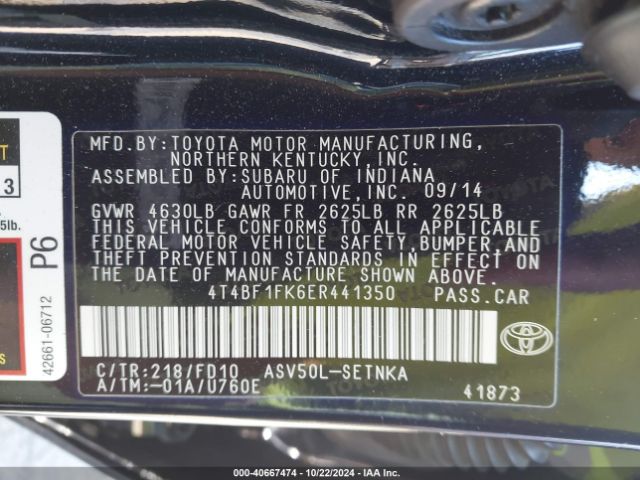 MFD.BY:TOYOTA MOTOR MANUFACTURING,
NORTHERN KENTUCKY,INC.
ASSEMBLED BY:SUBARU OF INDIANA
AUTOMOTIVE,INC. 09/14
GVWR 4630LB GAWR FR 2625LB RR 2625LB
THIS VEHICLE CONFORMS TO ALL APPLICABLE
FEDERAL MOTOR VEHICLE SAFETY,BUMPER,AND
THEFT PREVENTION STANDARDS IN EFFECT ON
THE DATE OF MANUFACTURE SHOWN ABOVE.
4T4BF1FK6ER441350 PASS.CAR
C/TR:218/FD10 ASV50L-SETNKA
A/TM:-01A/U760E
41873
3
5lb.
P6
42661-06712
000-40667474 | 10/22/2024 | IAA Inc.